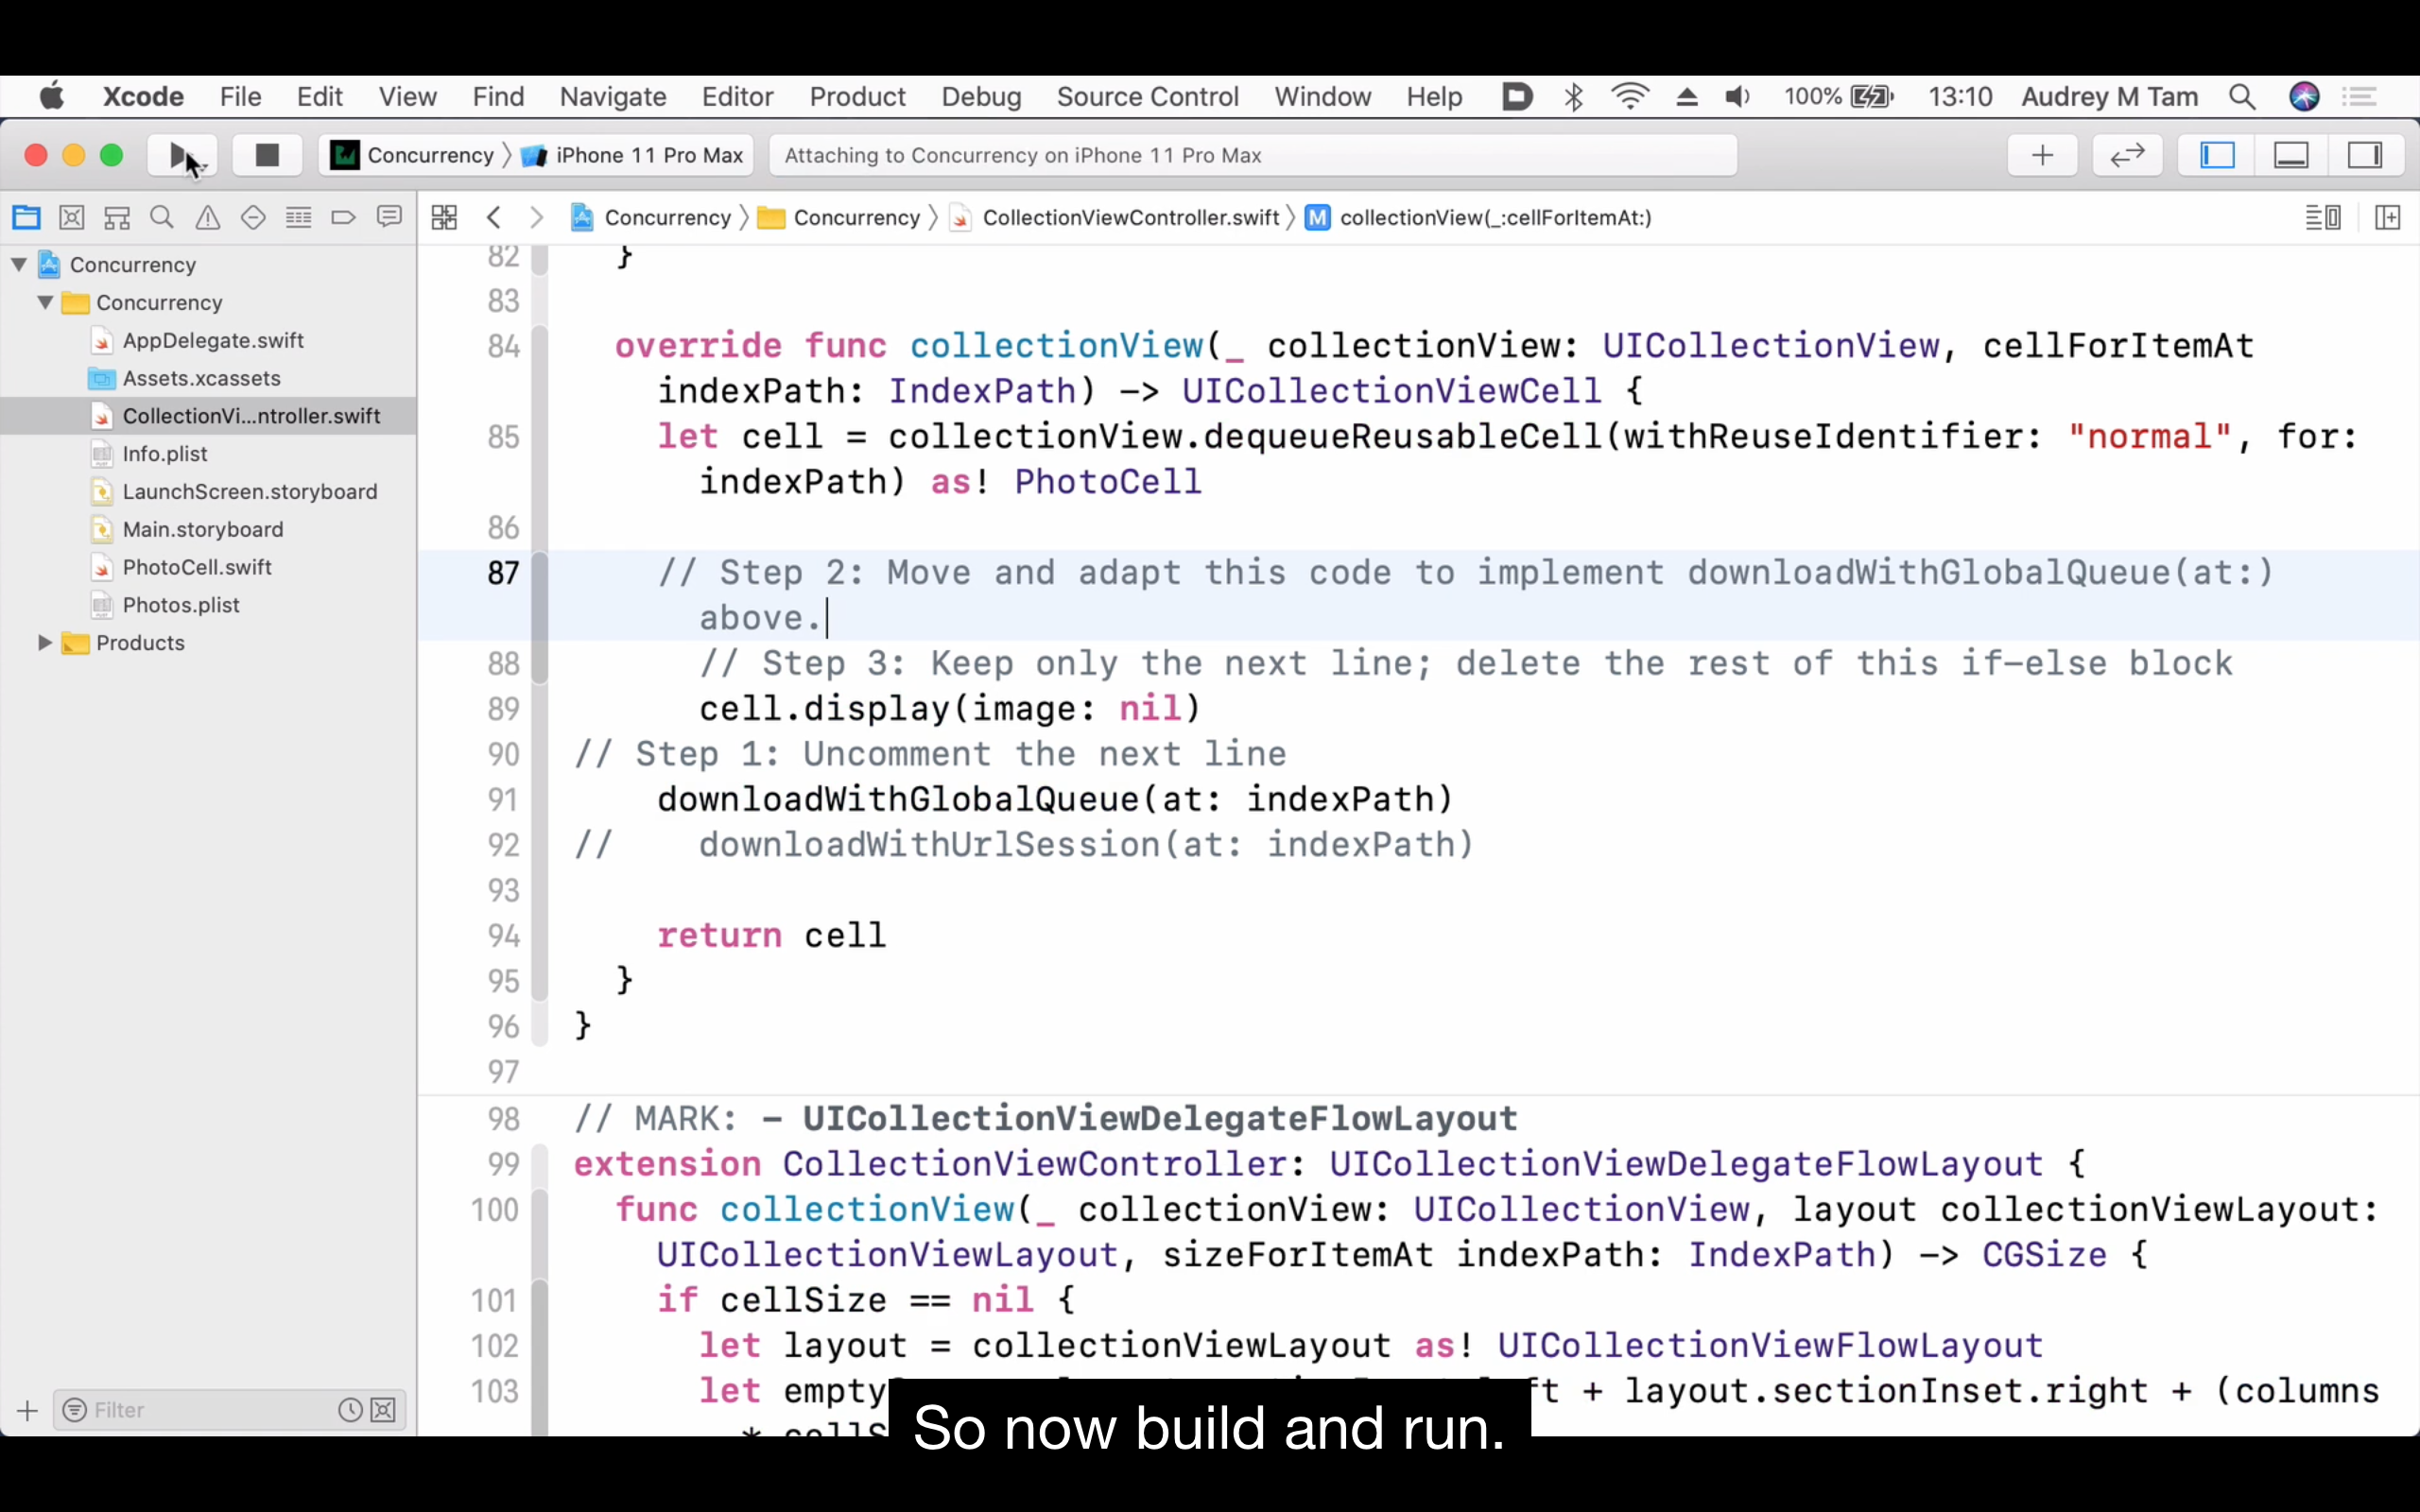 Xcode File Edit View Find Navigate Editor Product Debug Source Control Window Help 100% 13:10 Audrey M Tam
Concurrency iPhone 11 Pro Max Attaching to Concurrency on iPhone 11 Pro Max
Concurrency Concurrency CollectionViewController.swift M collectionView(_:cellForItemAt:)
Concurrency
Concurrency
AppDelegate.swift
Assets.xcassets
CollectionVi...ntroller.swift
Info.plist
LaunchScreen.storyboard
Main.storyboard
PhotoCell.swift
Photos.plist
Products
Filter
82 }
83
84 override func collectionView(_ collectionView: UICollectionView, cellForItemAt
indexPath: IndexPath) -> UICollectionViewCell {
85 let cell = collectionView.dequeueReusableCell(withReuseIdentifier: "normal", for:
indexPath) as! PhotoCell
86
87 // Step 2: Move and adapt this code to implement downloadWithGlobalQueue(at:)
above.
88 // Step 3: Keep only the next line; delete the rest of this if-else block
89 cell.display(image: nil)
90 // Step 1: Uncomment the next line
91 downloadWithGlobalQueue(at: indexPath)
92 // downloadWithUrlSession(at: indexPath)
93
94 return cell
95 }
96 }
97
98 // MARK: - UICollectionViewDelegateFlowLayout
99 extension CollectionViewController: UICollectionViewDelegateFlowLayout {
100 func collectionView(_ collectionView: UICollectionView, layout collectionViewLayout:
UICollectionViewLayout, sizeForItemAt indexPath: IndexPath) -> CGSize {
101 if cellSize == nil {
102 let layout = collectionViewLayout as! UICollectionViewFlowLayout
103 let + layout.sectionInset.right + (columns
So now build and run.